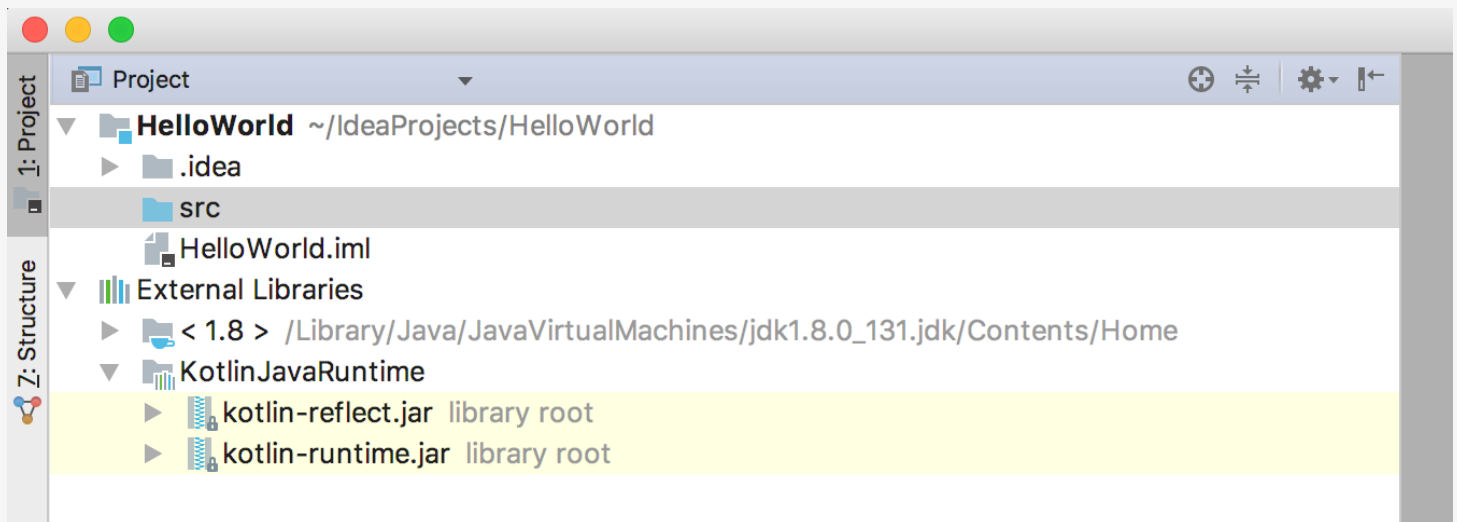 Project
HelloWorld ~/IdeaProjects/HelloWorld
.idea
src
HelloWorld.iml
External Libraries
< 1.8 > /Library/Java/JavaVirtualMachines/jdk1.8.0_131.jdk/Contents/Home
KotlinJavaRuntime
kotlin-reflect.jar library root
kotlin-runtime.jar library root
1: Project
7: Structure